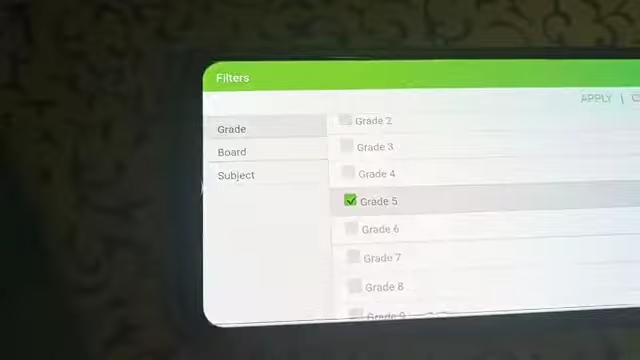 Filters
APPLY |
Grade
Board
Subject
Grade 2
Grade 3
Grade 4
Grade 5
Grade 6
Grade 7
Grade 8
Grade 9